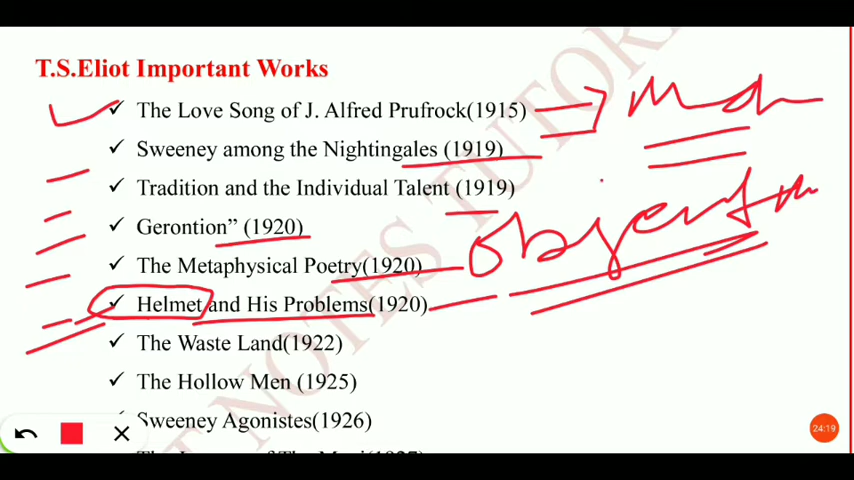 T.S.Eliot Important Works
✓ The Love Song of J. Alfred Prufrock(1915)
✓ Sweeney among the Nightingales (1919)
✓ Tradition and the Individual Talent (1919)
✓ Gerontion” (1920)
✓ The Metaphysical Poetry(1920)
✓ Helmet and His Problems(1920)
✓ The Waste Land(1922)
✓ The Hollow Men (1925)
Sweeney Agonistes(1926)
24:19